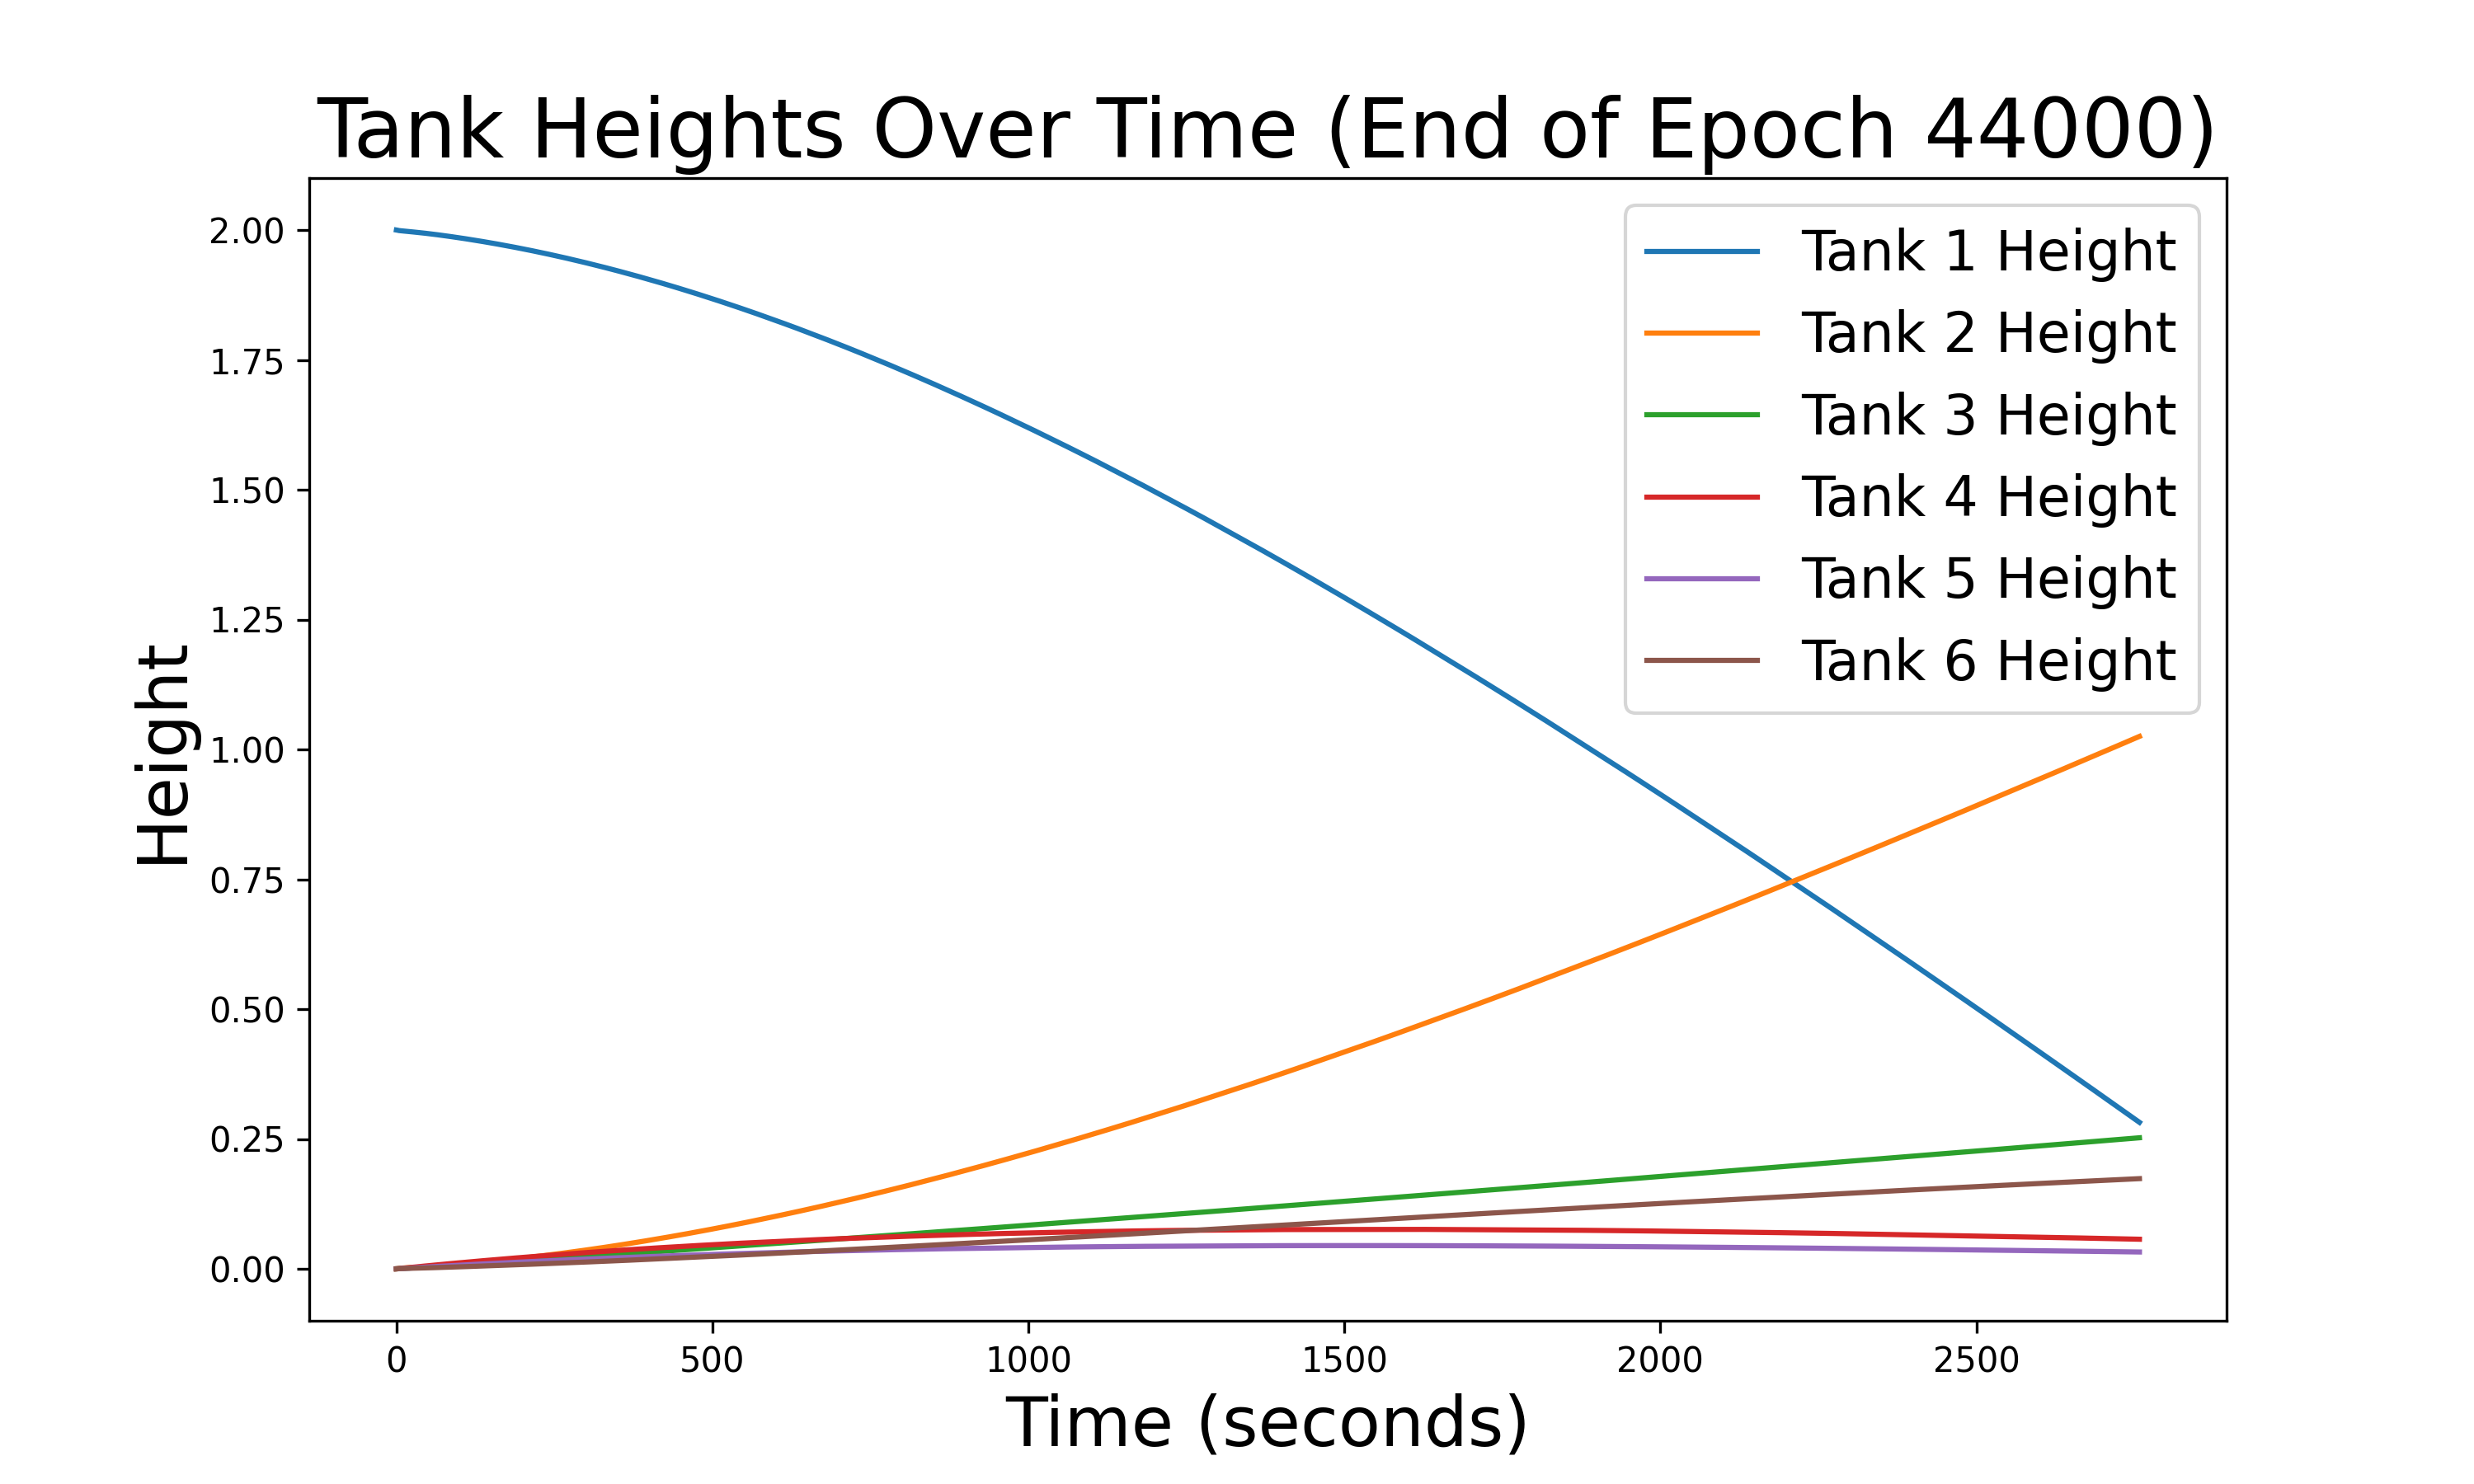 Tank Heights Over Time (End of Epoch 44000)
Tank 1 Height
Tank 2 Height
Tank 3 Height
Tank 4 Height
Tank 5 Height
Tank 6 Height
Height
2.00
1.75
1.50
1.25
1.00
0.75
0.50
0.25
0.00
0 500 1000 1500 2000 2500
Time (seconds)